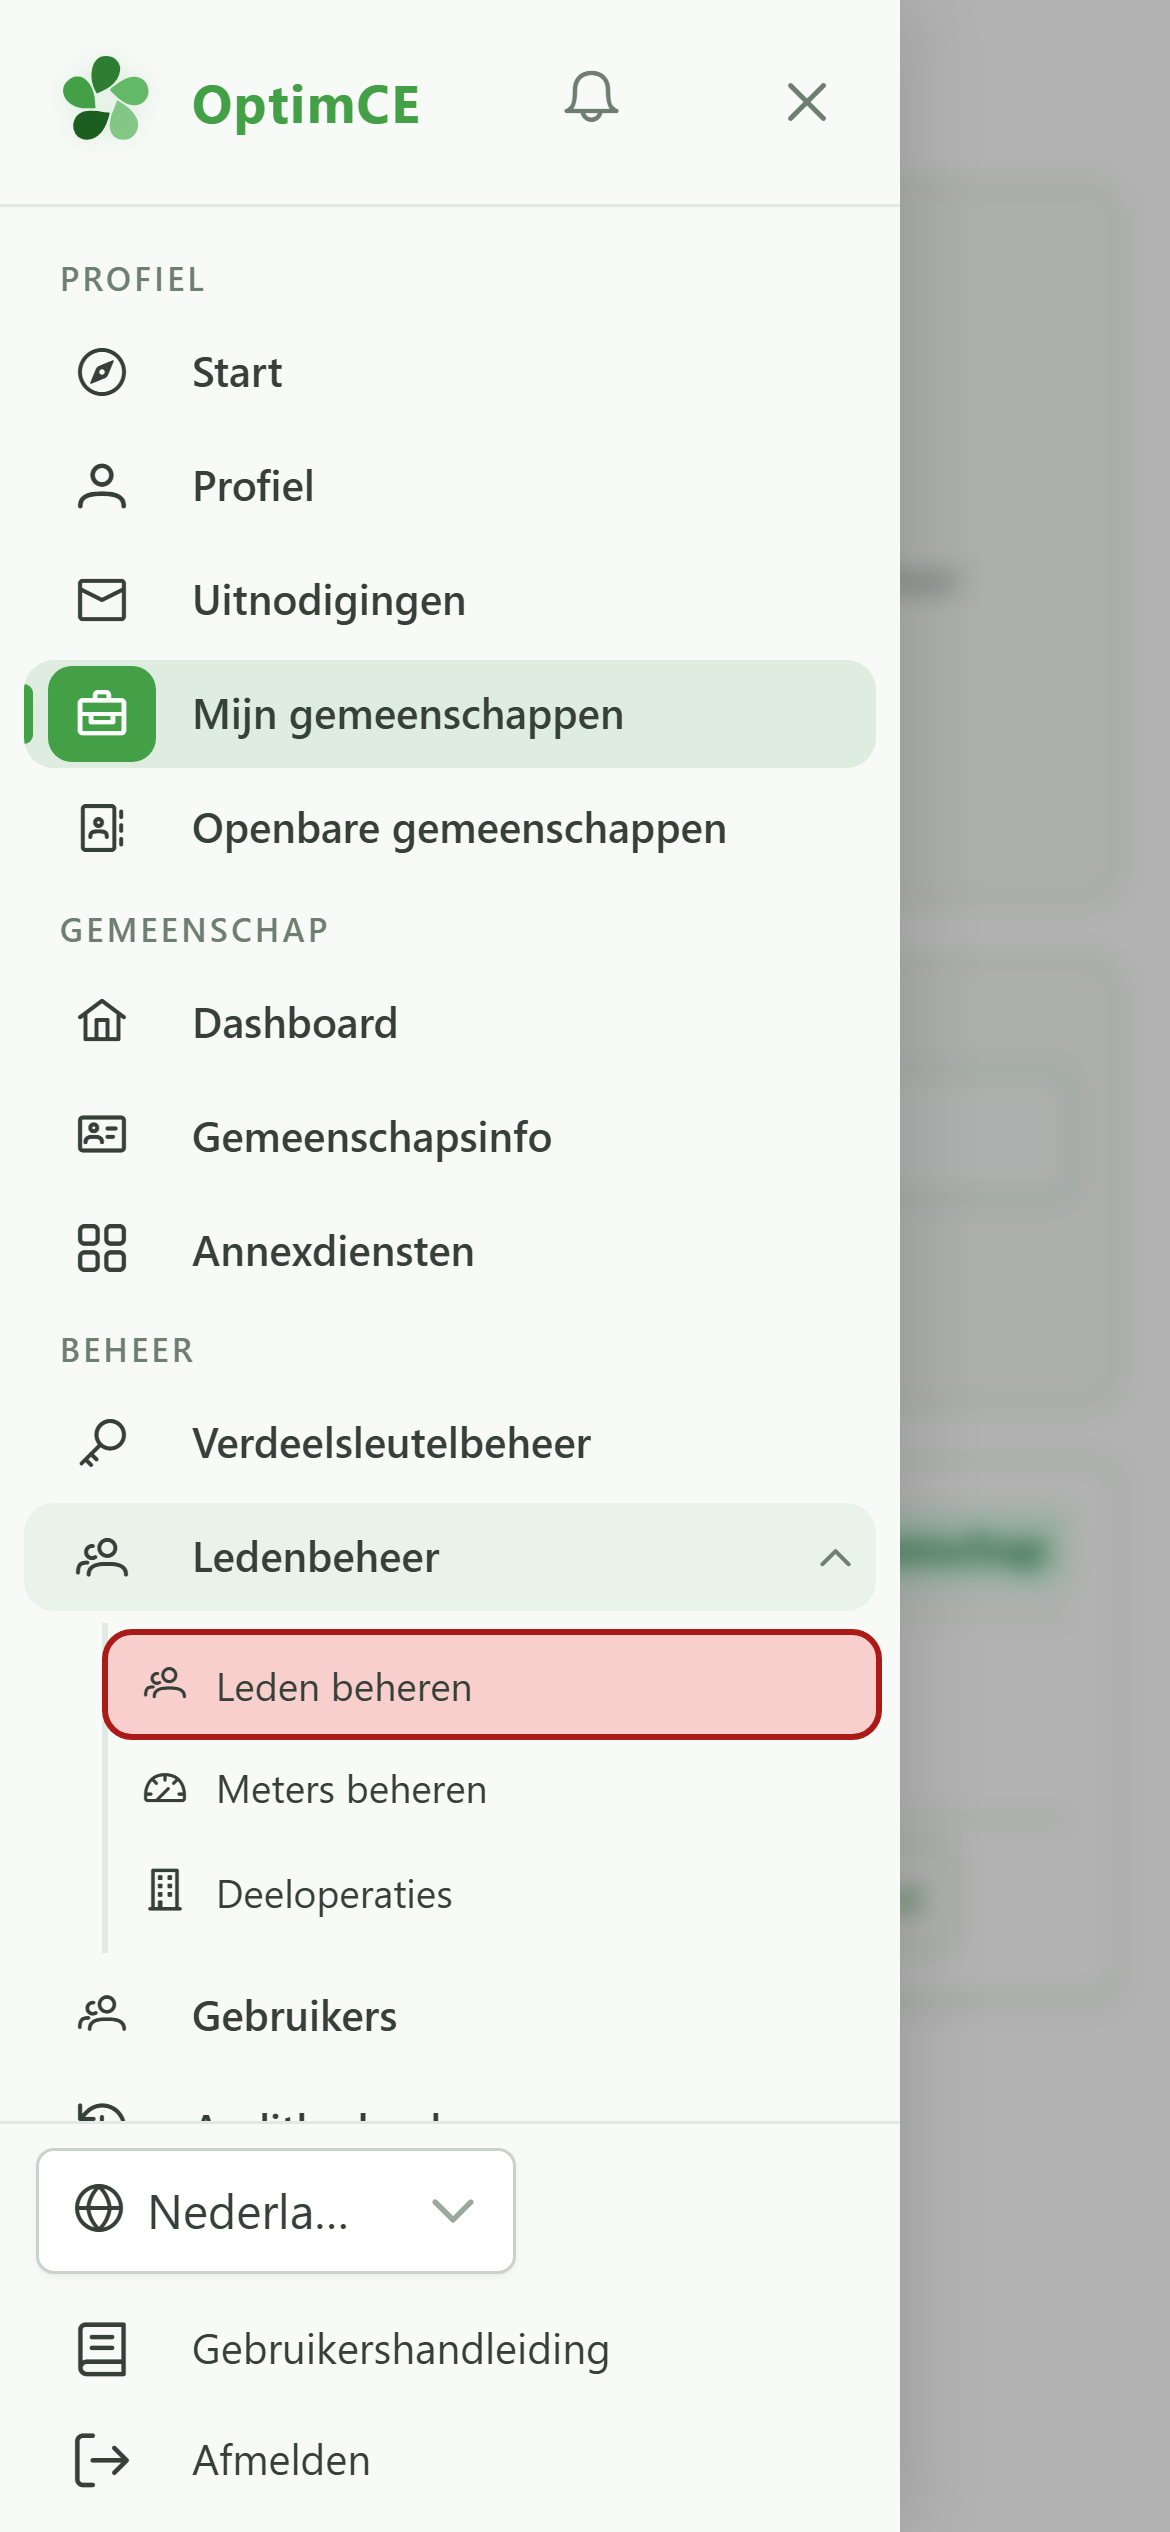 OptimCE
PROFIEL
Start
Profiel
Uitnodigingen
Mijn gemeenschappen
Openbare gemeenschappen
GEMEENSCHAP
Dashboard
Gemeenschapsinfo
Annexdiensten
BEHEER
Verdeelsleutelbeheer
Ledenbeheer
Leden beheren
Meters beheren
Deeloperaties
Gebruikers
Nederla...
Gebruikershandleiding
Afmelden